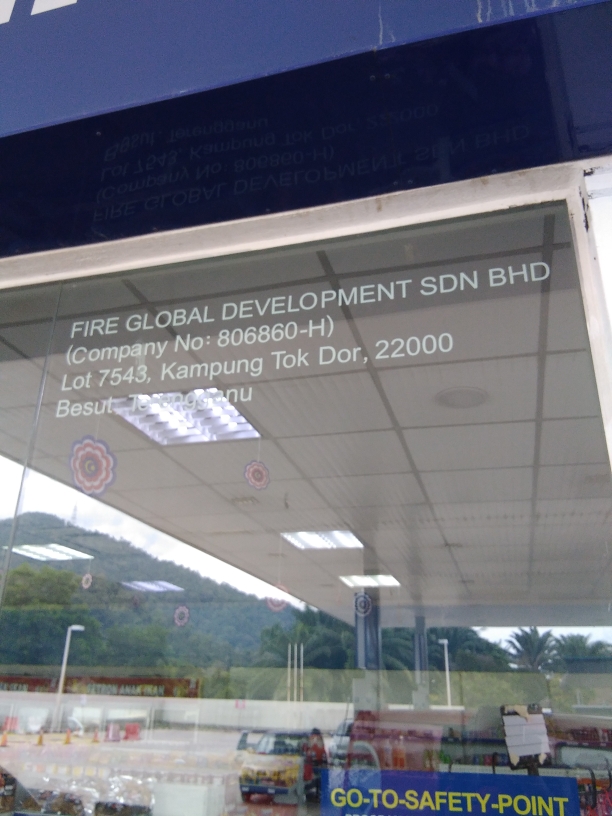 FIRE GLOBAL DEVELOPMENT SDN BHD
(Company No: 806860-H)
Lot 7543, Kampung Tok Dor, 22000
Besut, Terengganu
GO-TO-SAFETY-POINT